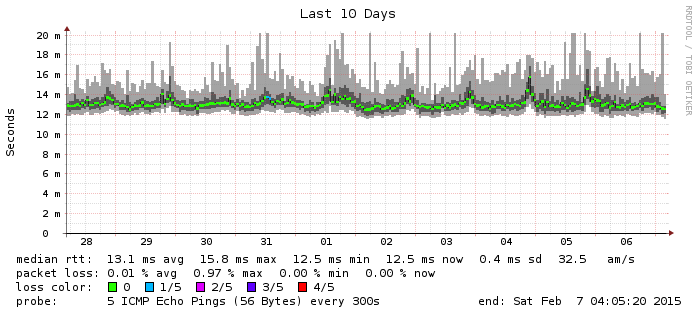 Last 10 Days
RRDTOOL / TOBI OETIKER
Seconds
20 m
18 m
16 m
14 m
12 m
10 m
8 m
6 m
4 m
2 m
0
28 29 30 31 01 02 03 04 05 06
median rtt: 13.1 ms avg 15.8 ms max 12.5 ms min 12.5 ms now 0.4 ms sd 32.5 am/s
packet loss: 0.01 % avg 0.97 % max 0.00 % min 0.00 % now
loss color: 0 1/5 2/5 3/5 4/5
probe: 5 ICMP Echo Pings (56 Bytes) every 300s end: Sat Feb 7 04:05:20 2015